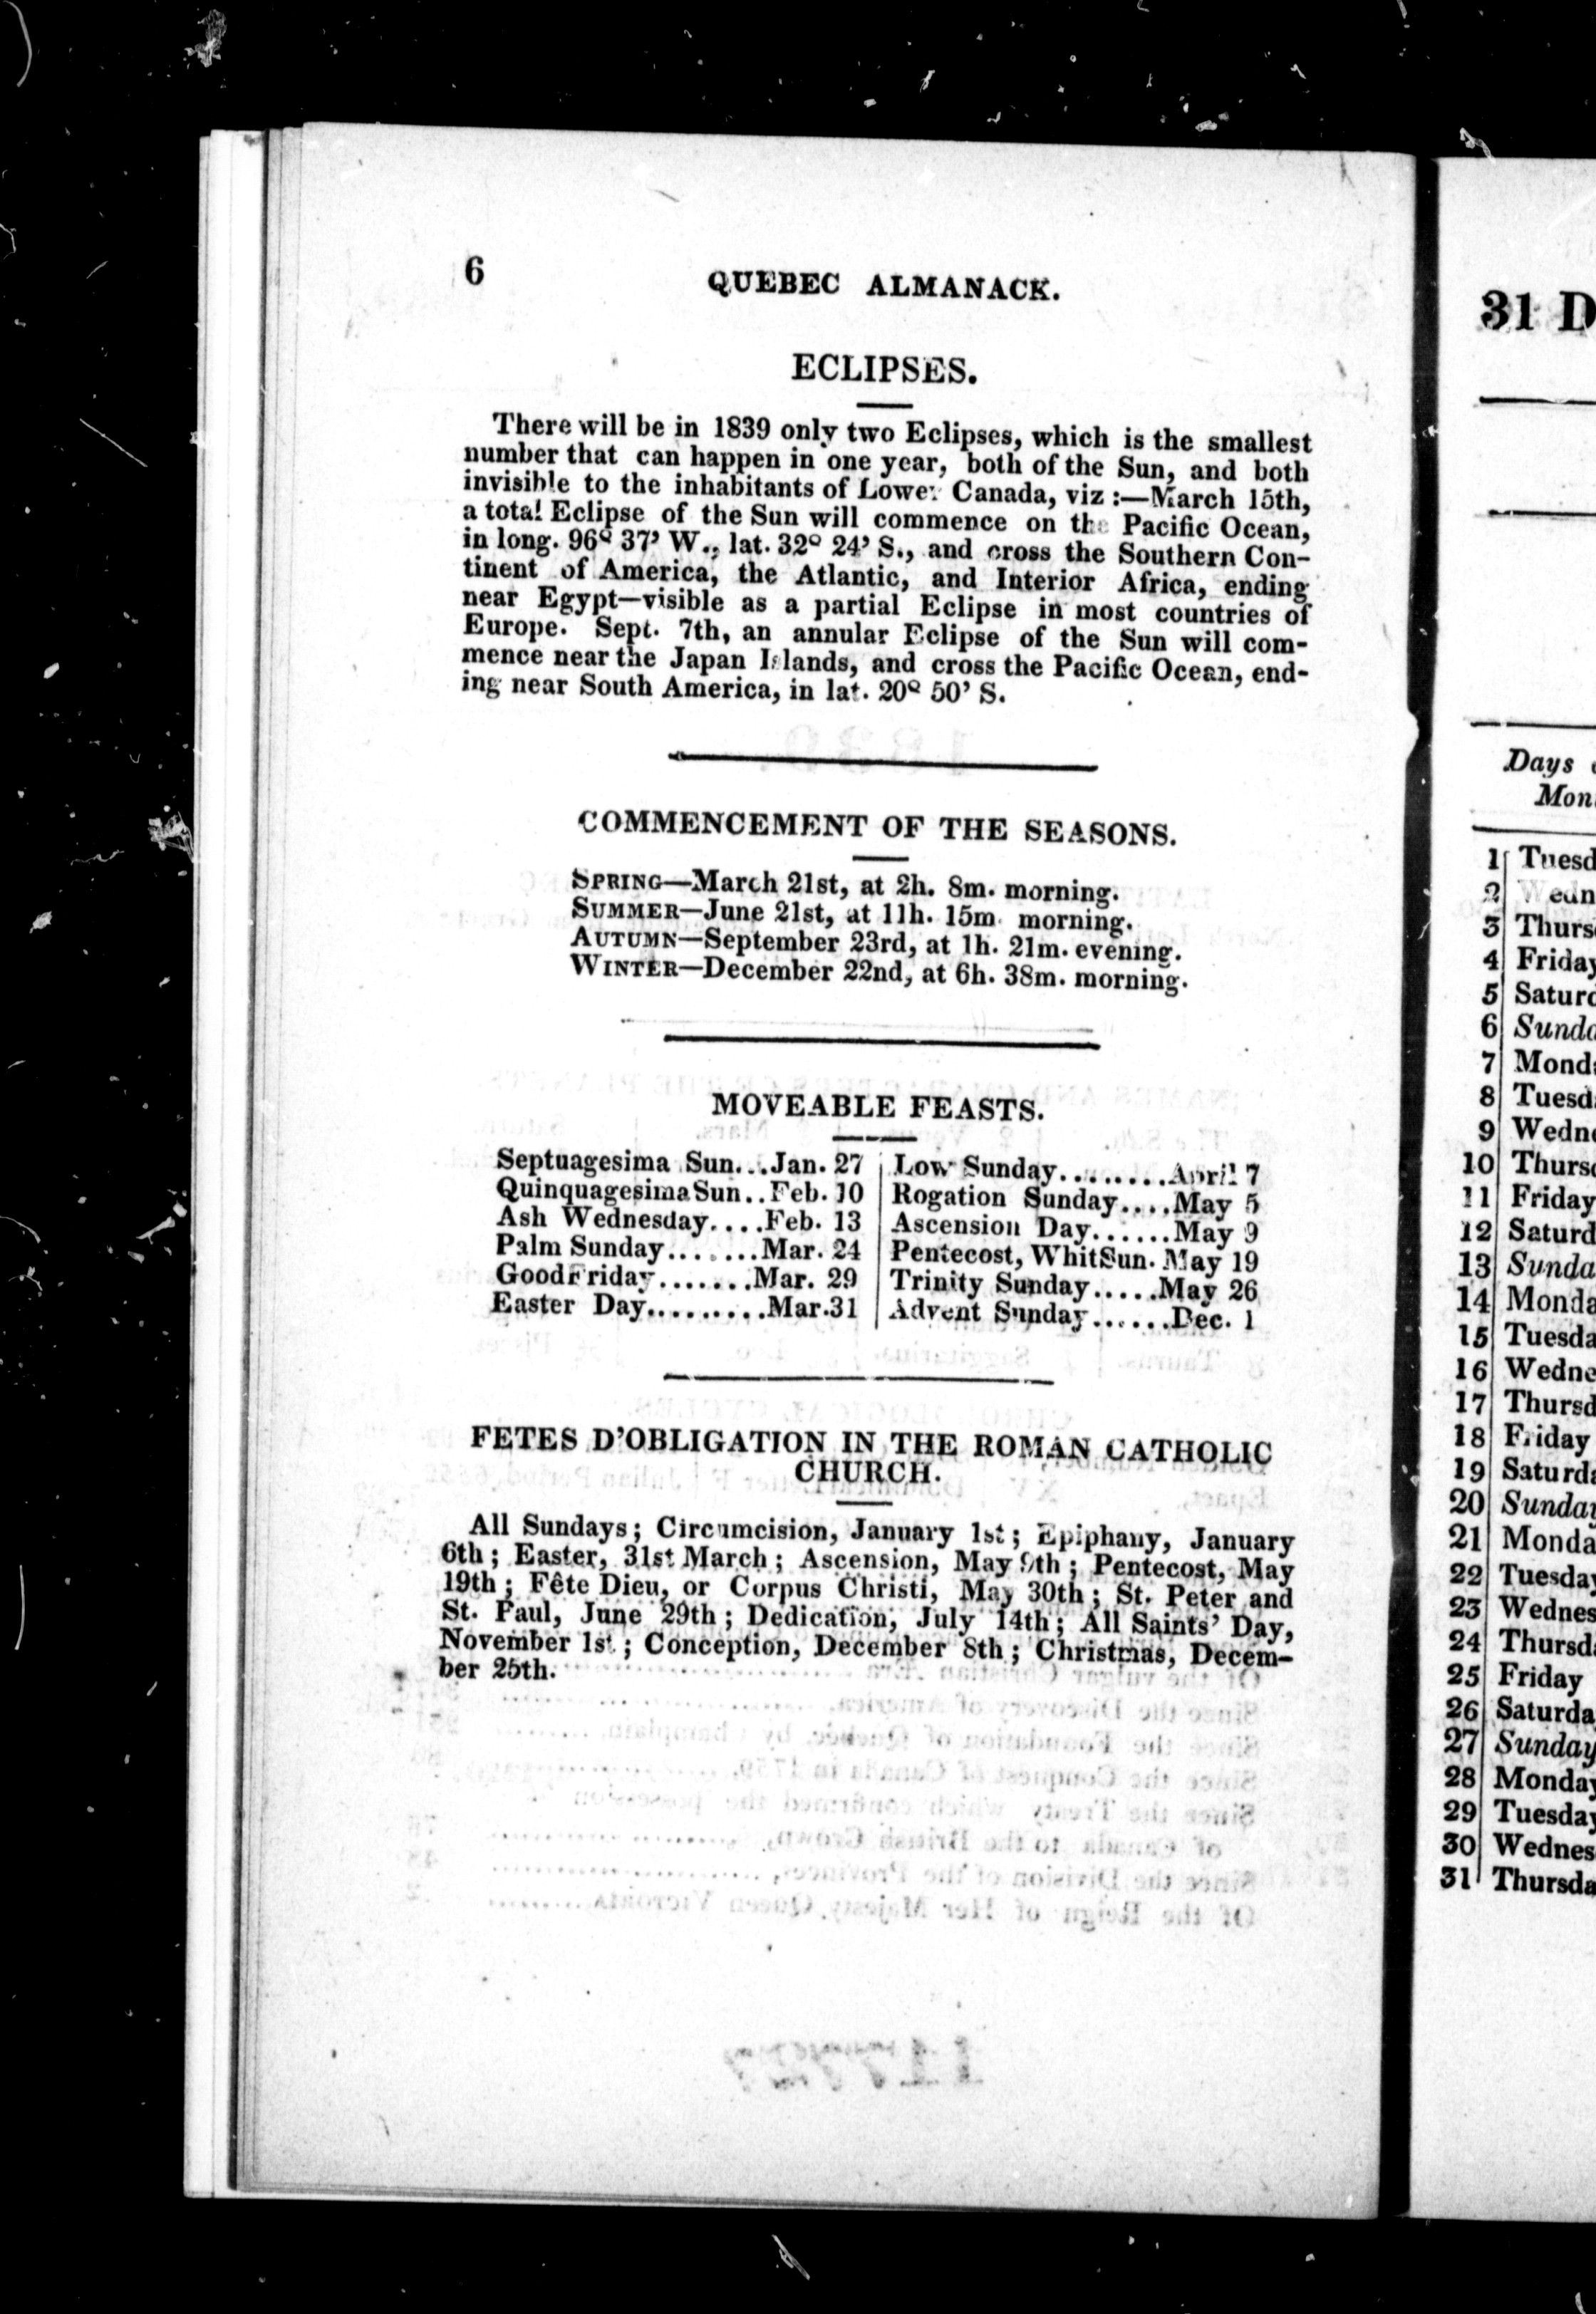 6
QUEBEC ALMANACK.
ECLIPSES.
There will be in 1839 only two Eclipses, which is the smallest
number that can happen in one year, both of the Sun, and both
invisible to the inhabitants of Lower Canada, viz :—March 15th,
a total Eclipse of the Sun will commence on the Pacific Ocean,
in long. 96° 37' W., lat. 32° 24' S., and cross the Southern Con-
tinent of America, the Atlantic, and Interior Africa, ending
near Egypt—visible as a partial Eclipse in most countries of
Europe. Sept. 7th, an annular Eclipse of the Sun will com-
mence near the Japan Islands, and cross the Pacific Ocean, end-
ing near South America, in lat. 20° 50' S.
COMMENCEMENT OF THE SEASONS.
SPRING—March 21st, at 2h. 8m. morning.
SUMMER—June 21st, at 11h. 15m. morning.
AUTUMN—September 23rd, at 1h. 21m. evening.
WINTER—December 22nd, at 6h. 38m. morning.
MOVEABLE FEASTS.
Septuagesima Sun...Jan. 27
Quinquagesima Sun..Feb. 10
Ash Wednesday....Feb. 13
Palm Sunday.......Mar. 24
Good Friday.......Mar. 29
Easter Day.........Mar. 31
Low Sunday........April 7
Rogation Sunday....May 5
Ascension Day......May 9
Pentecost, Whit Sun. May 19
Trinity Sunday.....May 26
Advent Sunday......Dec. 1
FETES D'OBLIGATION IN THE ROMAN CATHOLIC
CHURCH.
All Sundays; Circumcision, January 1st; Epiphany, January
6th; Easter, 31st March; Ascension, May 9th; Pentecost, May
19th; Fête Dieu, or Corpus Christi, May 30th; St. Peter and
St. Paul, June 29th; Dedication, July 14th; All Saints' Day,
November 1st; Conception, December 8th; Christmas, Decem-
ber 25th.
31 D
Days
Mon
1 Tuesd
2 Wedn
3 Thurs
4 Friday
5 Saturd
6 Sunda
7 Monda
8 Tuesda
9 Wedne
10 Thursd
11 Friday
12 Saturd
13 Sunda
14 Monda
15 Tuesda
16 Wedne
17 Thursd
18 Friday
19 Saturda
20 Sunday
21 Monda
22 Tuesday
23 Wednes
24 Thursda
25 Friday
26 Saturda
27 Sunday
28 Monday
29 Tuesday
30 Wednes
31 Thursda